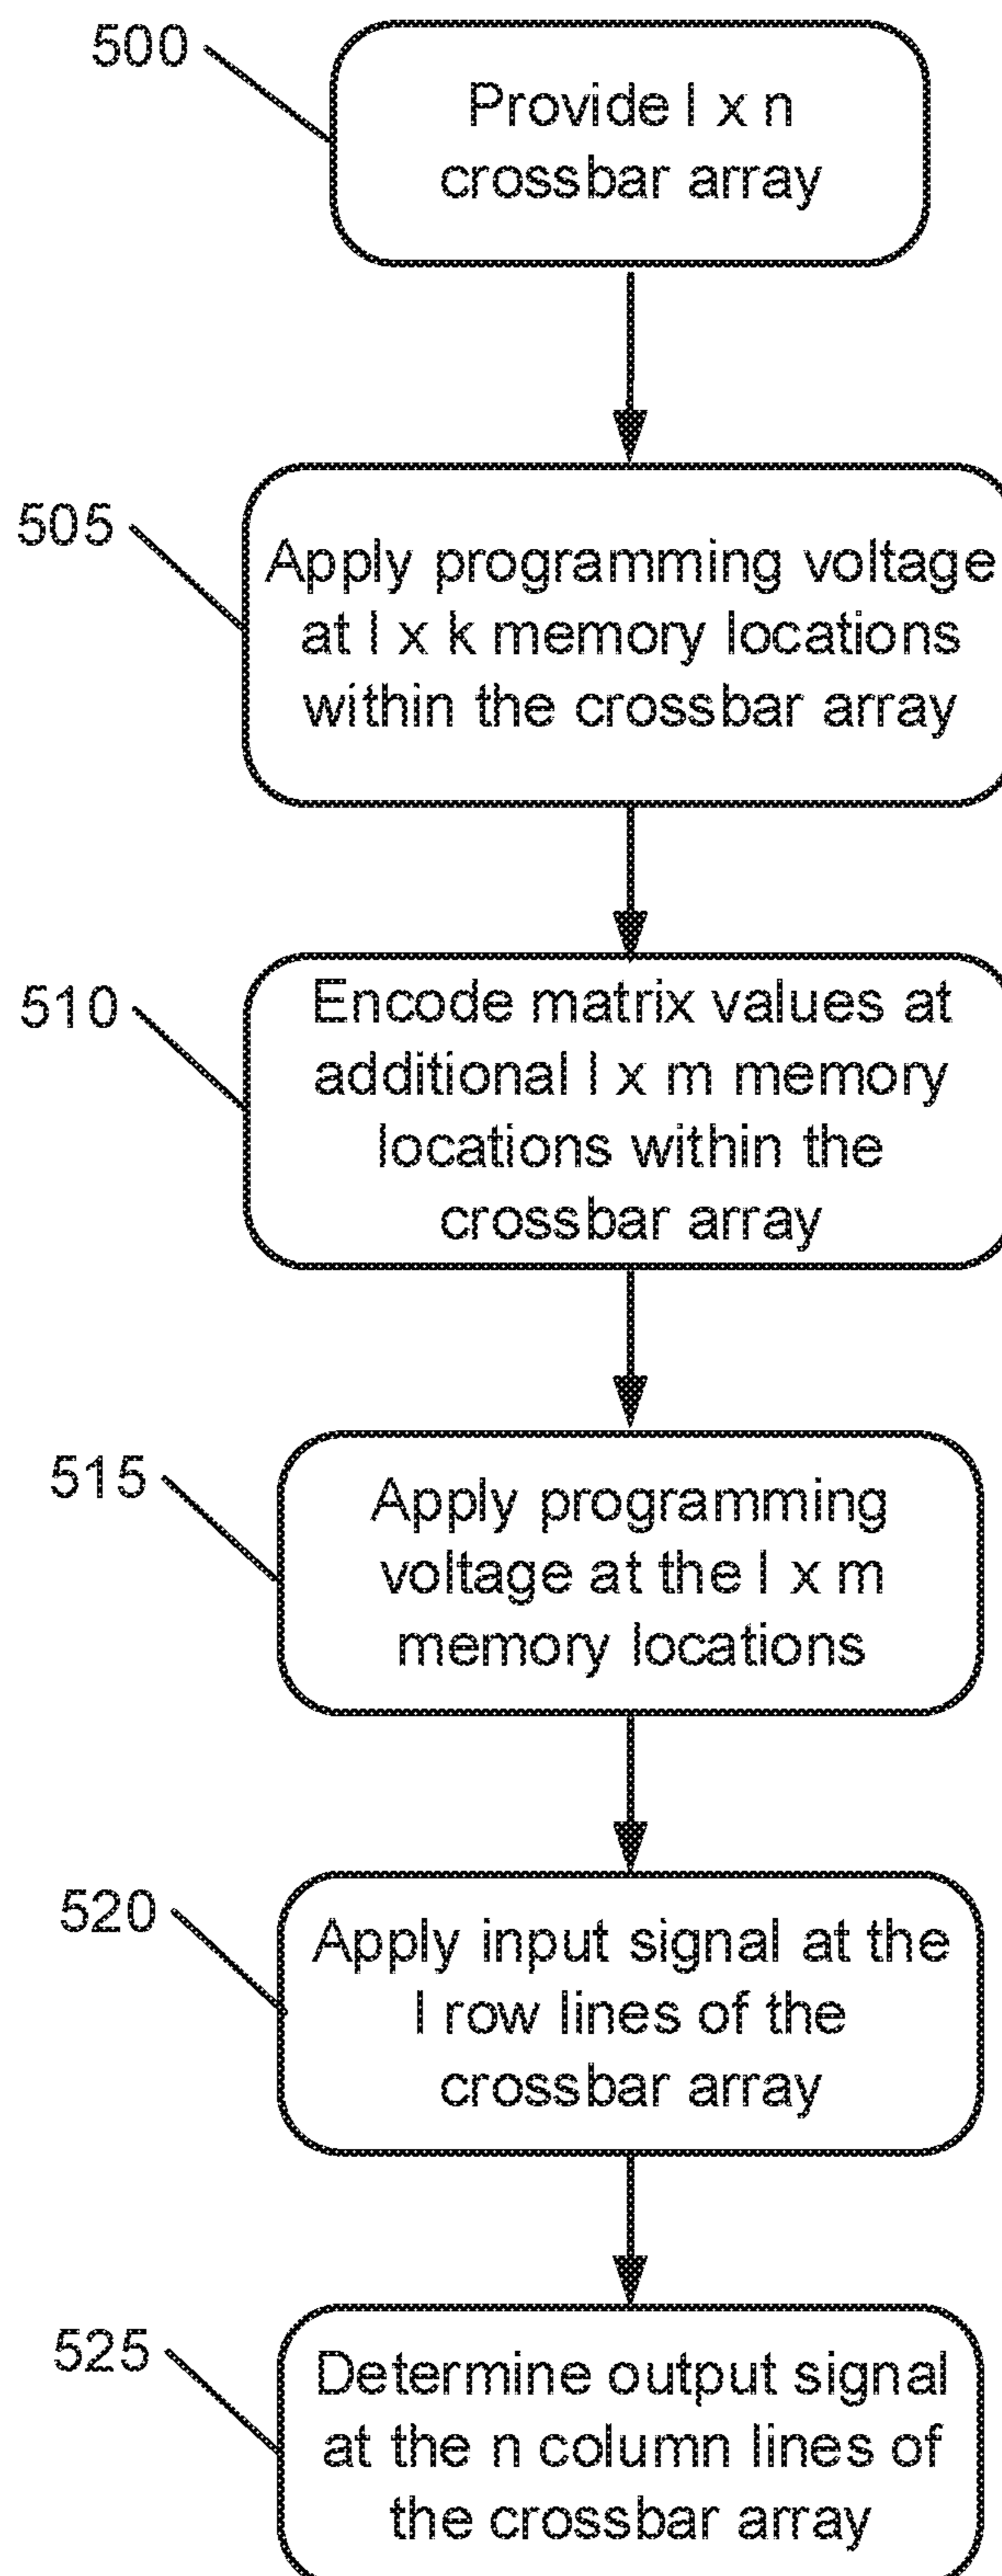 500
Provide l x n
crossbar array
505
Apply programming voltage
at l x k memory locations
within the crossbar array
510
Encode matrix values at
additional l x m memory
locations within the
crossbar array
515
Apply programming
voltage at the l x m
memory locations
520
Apply input signal at the
l row lines of the
crossbar array
525
Determine output signal
at the n column lines of
the crossbar array